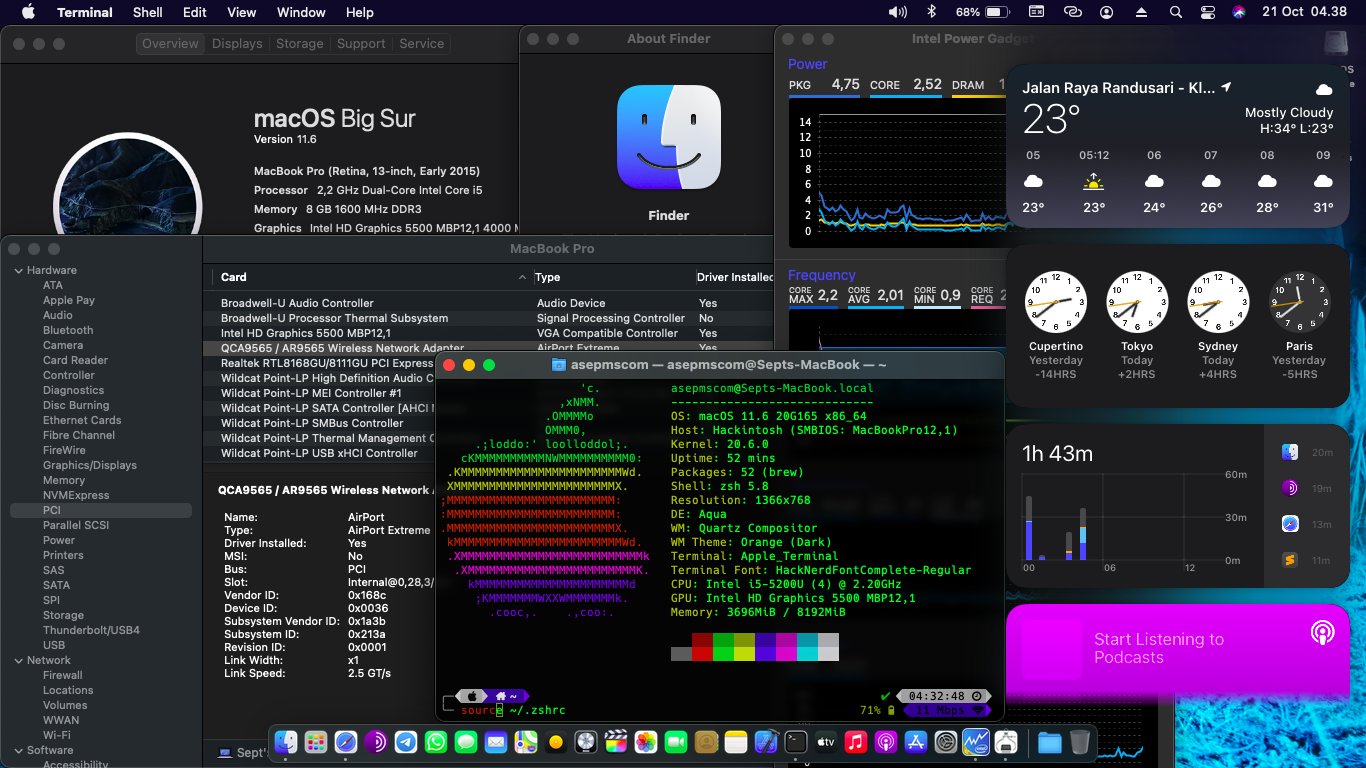 Terminal Shell Edit View Window Help
68% 21 Oct 04.38
Overview Displays Storage Support Service
macOS Big Sur
Version 11.6
MacBook Pro (Retina, 13-inch, Early 2015)
Processor 2,2 GHz Dual-Core Intel Core i5
Memory 8 GB 1600 MHz DDR3
Graphics Intel HD Graphics 5500 MBP12,1 4000 M
About Finder
Finder
Intel Power Gadge
Power
PKG 4,75 CORE 2,52 DRAM 1
14
12
10
8
6
4
2
0
Frequency
CORE MAX 2,2 CORE AVG 2,01 CORE MIN 0,9 CORE REQ 2
Jalan Raya Randusari - Kl...
23°
Mostly Cloudy
H:34° L:23°
05 05:12 06 07 08 09
23° 23° 24° 26° 28° 31°
Cupertino Tokyo Sydney Paris
Yesterday Today Today Yesterday
-14HRS +2HRS +4HRS -5HRS
1h 43m
60m
30m
0m
00 06 12
20m
19m
13m
11m
Start Listening to
Podcasts
MacBook Pro
Hardware
ATA
Apple Pay
Audio
Bluetooth
Camera
Card Reader
Controller
Diagnostics
Disc Burning
Ethernet Cards
Fibre Channel
FireWire
Graphics/Displays
Memory
NVMExpress
PCI
Parallel SCSI
Power
Printers
SAS
SATA
SPI
Storage
Thunderbolt/USB4
USB
Network
Firewall
Locations
Volumes
WWAN
Wi-Fi
Software
Accessibility
Card Type Driver Installed
Broadwell-U Audio Controller Audio Device Yes
Broadwell-U Processor Thermal Subsystem Signal Processing Controller No
Intel HD Graphics 5500 MBP12,1 VGA Compatible Controller Yes
QCA9565 / AR9565 Wireless Network Adapter AirPort Extreme Yes
Realtek RTL8168GU/8111GU PCI Express
Wildcat Point-LP High Definition Audio C
Wildcat Point-LP MEI Controller #1
Wildcat Point-LP SATA Controller [AHCI
Wildcat Point-LP SMBus Controller
Wildcat Point-LP Thermal Management C
Wildcat Point-LP USB xHCI Controller
QCA9565 / AR9565 Wireless Network
Name: AirPort
Type: AirPort Extreme
Driver Installed: Yes
MSI: No
Bus: PCI
Slot: Internal@0,28,3/
Vendor ID: 0x168c
Device ID: 0x0036
Subsystem Vendor ID: 0x1a3b
Subsystem ID: 0x213a
Revision ID: 0x0001
Link Width: x1
Link Speed: 2.5 GT/s
Sept'
asepmscom — asepmscom@Septs-MacBook — ~
'c.
,xNMM.
.OMMMMo
OMMM0,
.;loddo:' loolloddol;.
cKMMMMMMMMMMNWMMMMMMMMMM0:
.KMMMMMMMMMMMMMMMMMMMMMMMWd.
XMMMMMMMMMMMMMMMMMMMMMMMX.
;MMMMMMMMMMMMMMMMMMMMMMMM:
:MMMMMMMMMMMMMMMMMMMMMMMM:
.MMMMMMMMMMMMMMMMMMMMMMMMX.
kMMMMMMMMMMMMMMMMMMMMMMMMWd.
.XMMMMMMMMMMMMMMMMMMMMMMMMMMk
.XMMMMMMMMMMMMMMMMMMMMMMMMK.
kMMMMMMMMMMMMMMMMMMMMMMd
;KMMMMMMMWXXWMMMMMMMk.
.cooc,. .,coo:.
asepmscom@Septs-MacBook.local
-----------------------------
OS: macOS 11.6 20G165 x86_64
Host: Hackintosh (SMBIOS: MacBookPro12,1)
Kernel: 20.6.0
Uptime: 52 mins
Packages: 52 (brew)
Shell: zsh 5.8
Resolution: 1366x768
DE: Aqua
WM: Quartz Compositor
WM Theme: Orange (Dark)
Terminal: Apple_Terminal
Terminal Font: HackNerdFontComplete-Regular
CPU: Intel i5-5200U (4) @ 2.20GHz
GPU: Intel HD Graphics 5500 MBP12,1
Memory: 3696MiB / 8192MiB
~ ✔ 04:32:48
source ~/.zshrc 71% 11 Mbps
tv